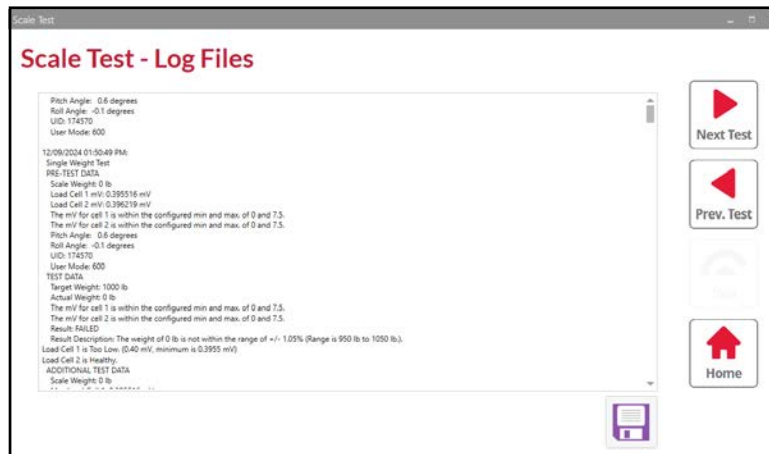 Scale Test
Scale Test - Log Files
Pitch Angle: 0.6 degrees
Roll Angle: -0.1 degrees
UID: 174570
User Mode: 600
12/09/2024 01:50:49 PM:
Single Weight Test
PRE-TEST DATA
Scale Weight: 0 lb
Load Cell 1 mV: 0.395516 mV
Load Cell 2 mV: 0.396219 mV
The mV for cell 1 is within the configured min and max. of 0 and 7.5.
The mV for cell 2 is within the configured min and max. of 0 and 7.5.
Pitch Angle: 0.6 degrees
Roll Angle: -0.1 degrees
UID: 174570
User Mode: 600
TEST DATA
Target Weight: 1000 lb
Actual Weight: 0 lb
The mV for cell 1 is within the configured min and max. of 0 and 7.5.
The mV for cell 2 is within the configured min and max. of 0 and 7.5.
Result: FAILED
Result Description: The weight of 0 lb is not within the range of +/- 1.05% (Range is 950 lb to 1050 lb.).
Load Cell 1 is Too Low. (0.40 mV, minimum is 0.3955 mV)
Load Cell 2 is Healthy.
ADDITIONAL TEST DATA
Scale Weight: 0 lb
Next Test
Prev. Test
Home